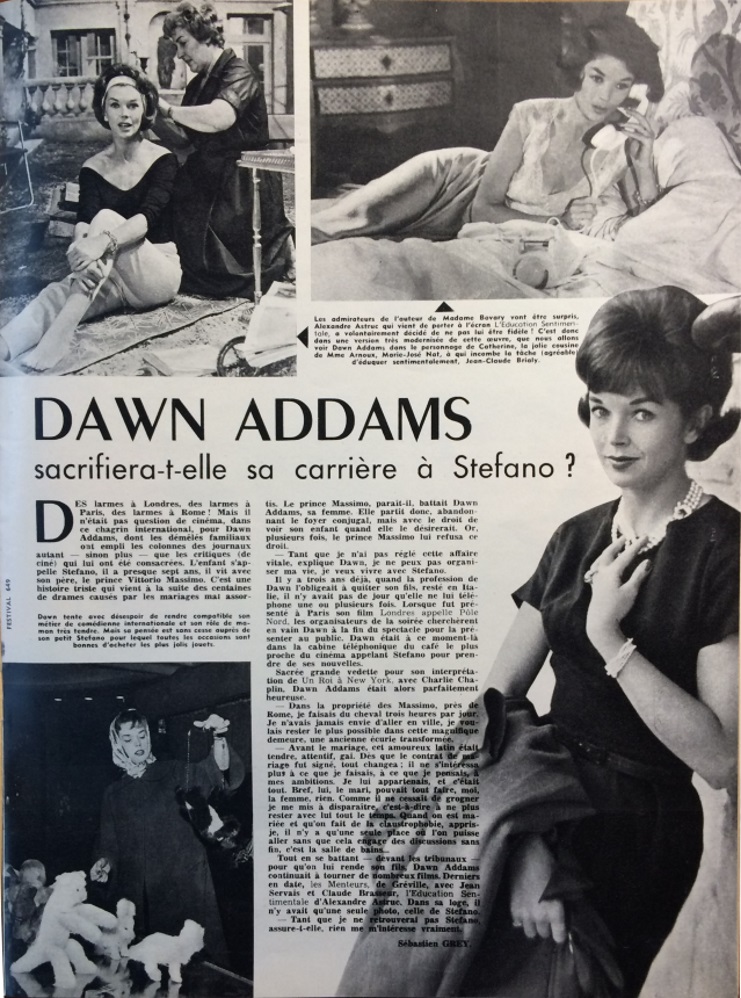 Les admirateurs de l'auteur de Madame Bovary vont être surpris,
Alexandre Astruc qui vient de porter à l'écran L'Education Sentimen-
tale, a volontairement décidé de ne pas lui être fidèle ! C'est donc
dans une version très modernisée de cette œuvre, que nous allons
voir Dawn Addams dans le personnage de Catherine, la jolie cousine
de Mme Arnoux, Marie-José Nat, à qui incombe la tâche (agréable)
d'éduquer sentimentalement, Jean-Claude Brialy.
DAWN ADDAMS
sacrifiera-t-elle sa carrière à Stefano ?
DES larmes à Londres, des larmes à
Paris, des larmes à Rome ! Mais il
n'était pas question de cinéma, dans
ce chagrin international, pour Dawn
Addams, dont les démêlés familiaux
ont empli les colonnes des journaux
autant — sinon plus — que les critiques (de
ciné) qui lui ont été consacrées. L'enfant s'ap-
pelle Stefano, il a presque sept ans, il vit avec
son père, le prince Vittorio Massimo. C'est une
histoire triste qui vient à la suite des centaines
de drames causés par les mariages mal assor-
tis. Le prince Massimo, paraît-il, battait Dawn
Addams, sa femme. Elle partit donc, abandon-
nant le foyer conjugal, mais avec le droit de
voir son enfant quand elle le désirerait. Or,
plusieurs fois, le prince Massimo lui refusa ce
droit.
— Tant que je n'ai pas réglé cette affaire
vitale, explique Dawn, je ne peux pas organi-
ser ma vie, je veux vivre avec Stefano.
Il y a trois ans déjà, quand la profession de
Dawn l'obligeait à quitter son fils, resté en Ita-
lie, il n'y avait pas de jour qu'elle ne lui télé-
phone une ou plusieurs fois. Lorsque fut pré-
senté à Paris son film Londres appelle Pôle
Nord, les organisateurs de la soirée cherchèrent
en vain Dawn à la fin du spectacle pour la pré-
senter au public. Dawn était à ce moment-là
dans la cabine téléphonique du café le plus
proche du cinéma appelant Stefano pour pren-
dre de ses nouvelles.
Sacrée grande vedette pour son interpréta-
tion de Un Roi à New York, avec Charlie Cha-
plin, Dawn Addams était alors parfaitement
heureuse.
— Dans la propriété des Massimo, près de
Rome, je faisais du cheval trois heures par jour.
Je n'avais jamais envie d'aller en ville, je vou-
lais rester le plus possible dans cette magnifique
demeure, une ancienne écurie transformée.
— Avant le mariage, cet amoureux latin était
tendre, attentif, gai. Dès que le contrat de ma-
riage fut signé, tout changea ; il ne s'intéressa
plus à ce que je faisais, à ce que je pensais, à
mes ambitions. Je lui appartenais, et c'était
tout. Bref, lui, le mari, pouvait tout faire, moi,
la femme, rien. Comme il ne cessait de grogner
je me mis à disparaître, c'est-à-dire à ne plus
rester avec lui tout le temps. Quand on est ma-
riée et qu'on fait de la claustrophobie, appris-
je, il n'y a qu'une seule place où l'on puisse
aller sans que cela engage des discussions sans
fin, c'est la salle de bains...
Tout en se battant — devant les tribunaux —
pour qu'on lui rende son fils, Dawn Addams
continuait à tourner de nombreux films. Derniers
en date, les Menteurs, de Gréville, avec Jean
Servais et Claude Brasseur, l'Education Sen-
timentale d'Alexandre Astruc. Dans sa loge, il
n'y avait qu'une seule photo, celle de Stefano.
— Tant que je ne retrouverai pas Stefano,
assure-t-elle, rien ne m'intéresse vraiment.
Sébastien GREY.
Dawn tente avec désespoir de rendre compatible son
métier de comédienne internationale et son rôle de ma-
man très tendre. Mais sa pensée est sans cesse auprès de
son petit Stefano pour lequel toutes les occasions sont
bonnes d'acheter les plus jolis jouets.
FESTIVAL 649